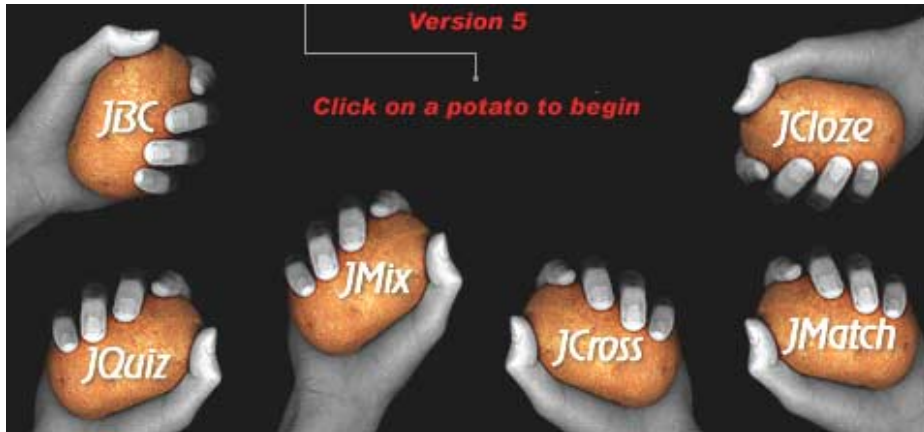 Version 5
Click on a potato to begin
JBC
JCloze
JMix
JQuiz
JCross
JMatch